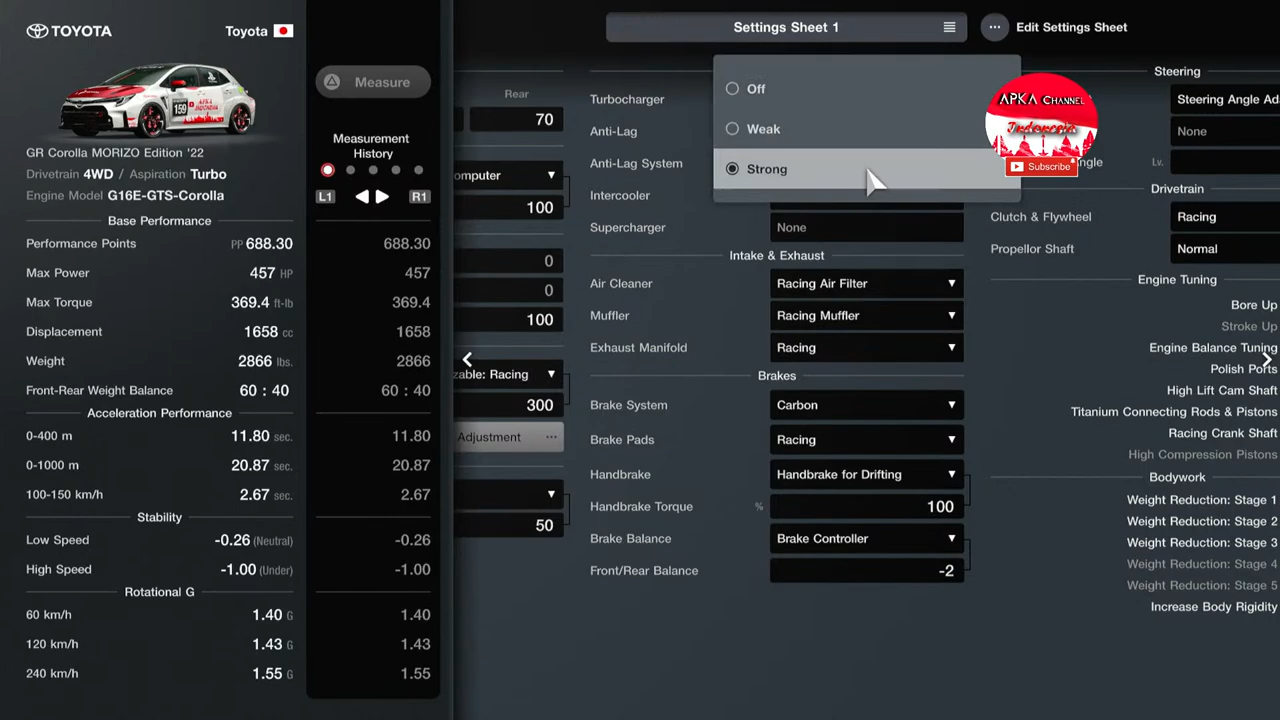 TOYOTA
Toyota
159
APKA
INDONESIA
GR Corolla MORIZO Edition '22
Drivetrain 4WD / Aspiration Turbo
Engine Model G16E-GTS-Corolla
Base Performance
Performance Points PP 688.30
Max Power 457 HP
Max Torque 369.4 ft-lb
Displacement 1658 cc
Weight 2866 lbs.
Front-Rear Weight Balance 60 : 40
Acceleration Performance
0-400 m 11.80 sec.
0-1000 m 20.87 sec.
100-150 km/h 2.67 sec.
Stability
Low Speed -0.26 (Neutral)
High Speed -1.00 (Under)
Rotational G
60 km/h 1.40 G
120 km/h 1.43 G
240 km/h 1.55 G
Measure
Measurement
History
L1 R1
688.30
457
369.4
1658
2866
60 : 40
11.80
20.87
2.67
-0.26
-1.00
1.40
1.43
1.55
Settings Sheet 1
Edit Settings Sheet
Rear
70
omputer
100
0
0
100
zable: Racing
300
Adjustment
50
Turbocharger
Anti-Lag
Anti-Lag System
Intercooler
Supercharger None
Off
Weak
Strong
Intake & Exhaust
Air Cleaner Racing Air Filter
Muffler Racing Muffler
Exhaust Manifold Racing
Brakes
Brake System Carbon
Brake Pads Racing
Handbrake Handbrake for Drifting
Handbrake Torque % 100
Brake Balance Brake Controller
Front/Rear Balance -2
APKA CHANNEL
Indonesia
Subscribe
Steering
Steering Angle Ad
None
ngle Lv.
Drivetrain
Clutch & Flywheel Racing
Propellor Shaft Normal
Engine Tuning
Bore Up
Stroke Up
Engine Balance Tuning
Polish Ports
High Lift Cam Shaft
Titanium Connecting Rods & Pistons
Racing Crank Shaft
High Compression Pistons
Bodywork
Weight Reduction: Stage 1
Weight Reduction: Stage 2
Weight Reduction: Stage 3
Weight Reduction: Stage 4
Weight Reduction: Stage 5
Increase Body Rigidity